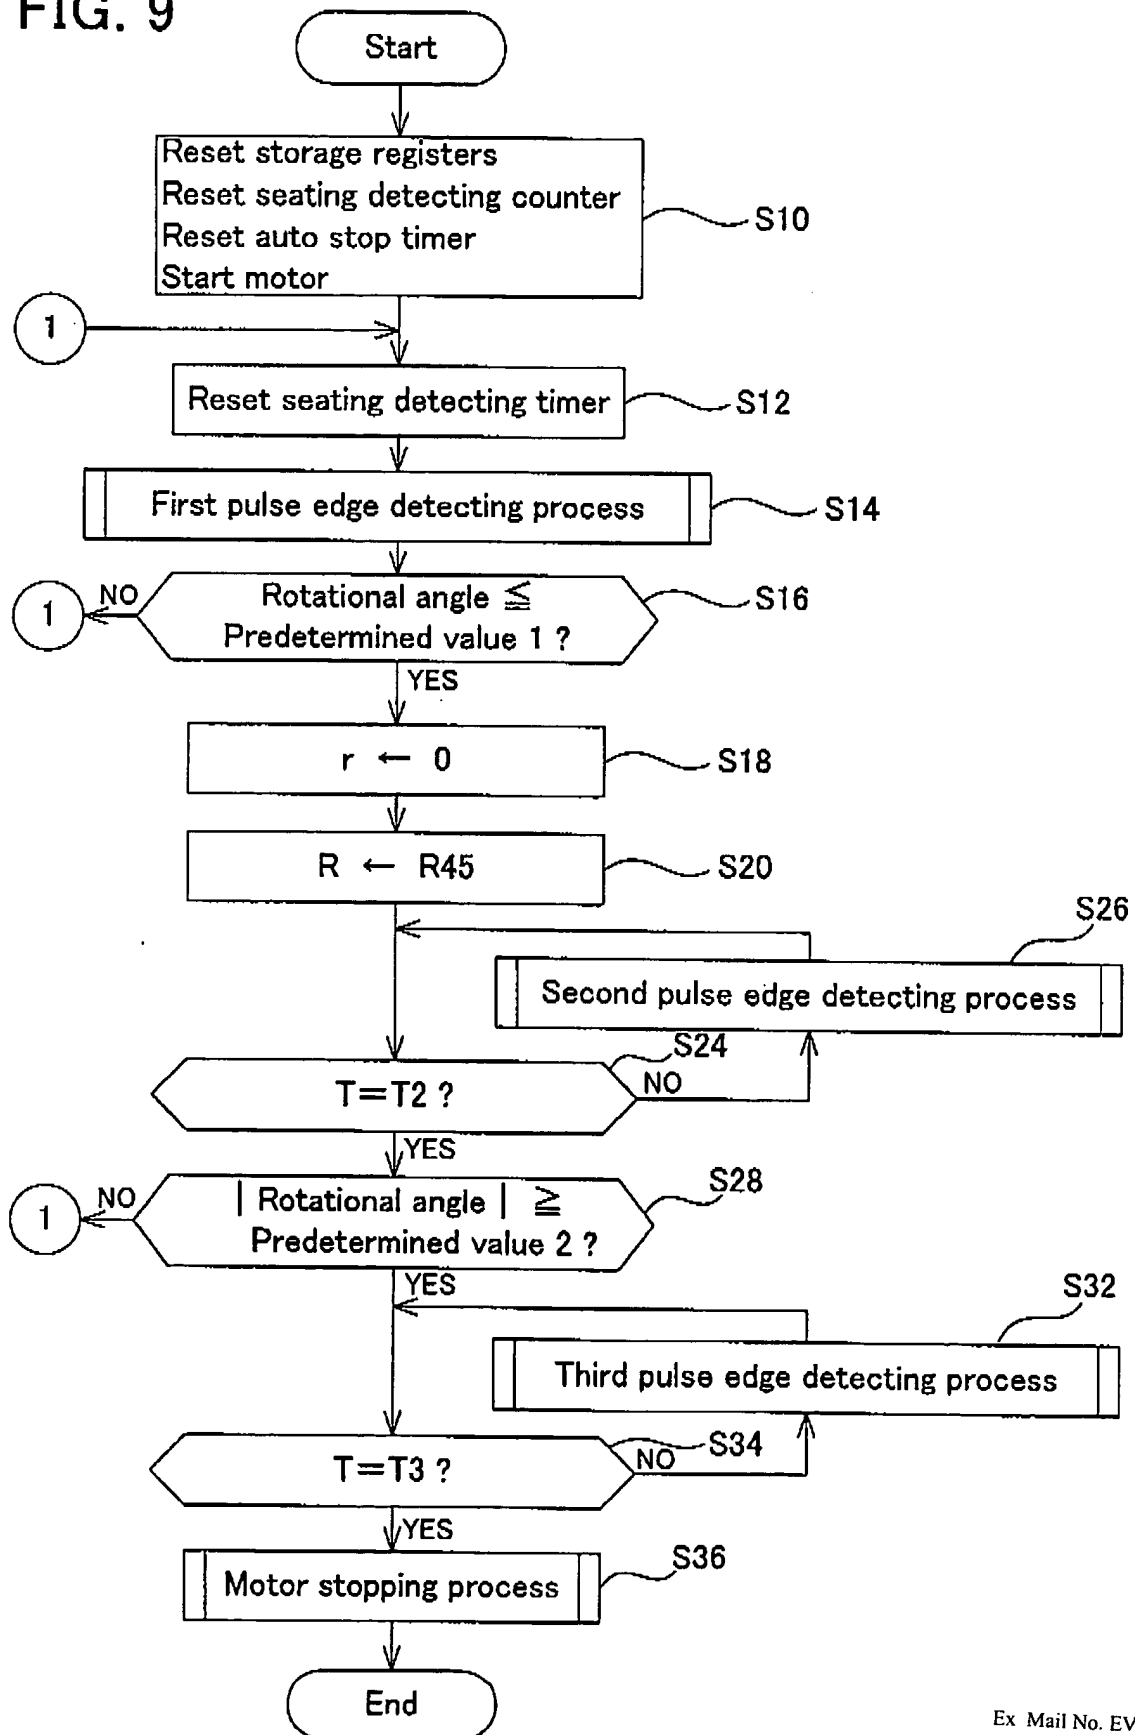 FIG. 9
Start
Reset storage registers
Reset seating detecting counter
Reset auto stop timer
Start motor
S10
1
Reset seating detecting timer
S12
First pulse edge detecting process
S14
1
NO
Rotational angle ≦
Predetermined value 1 ?
S16
YES
r ← 0
S18
R ← R45
S20
S26
Second pulse edge detecting process
S24
T=T2 ?
NO
YES
1
NO
| Rotational angle | ≧
Predetermined value 2 ?
S28
YES
S32
Third pulse edge detecting process
S34
T=T3 ?
NO
YES
Motor stopping process
S36
End
Ex Mail No. EV